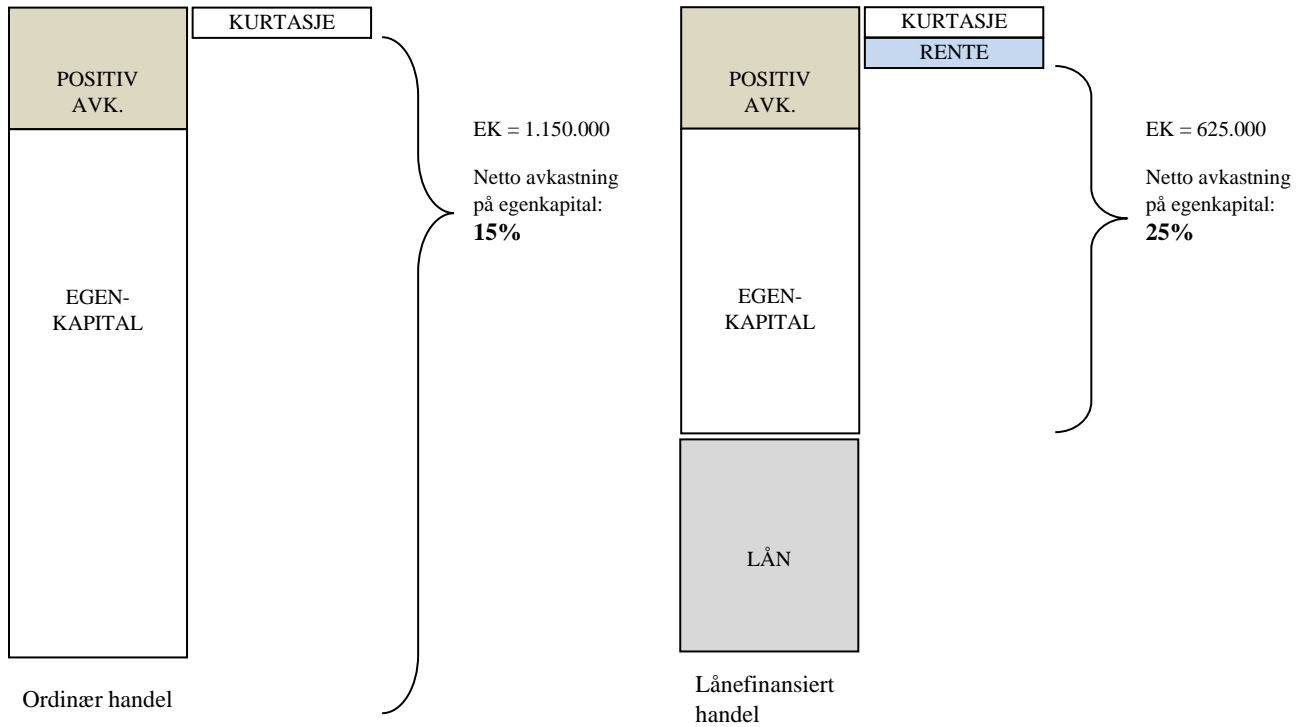 KURTASJE
POSITIV
AVK.
EK = 1.150.000
Netto avkastning
på egenkapital:
15%
EGEN-
KAPITAL
Ordinær handel
KURTASJE
RENTE
POSITIV
AVK.
EK = 625.000
Netto avkastning
på egenkapital:
25%
EGEN-
KAPITAL
LÅN
Lånefinansiert
handel